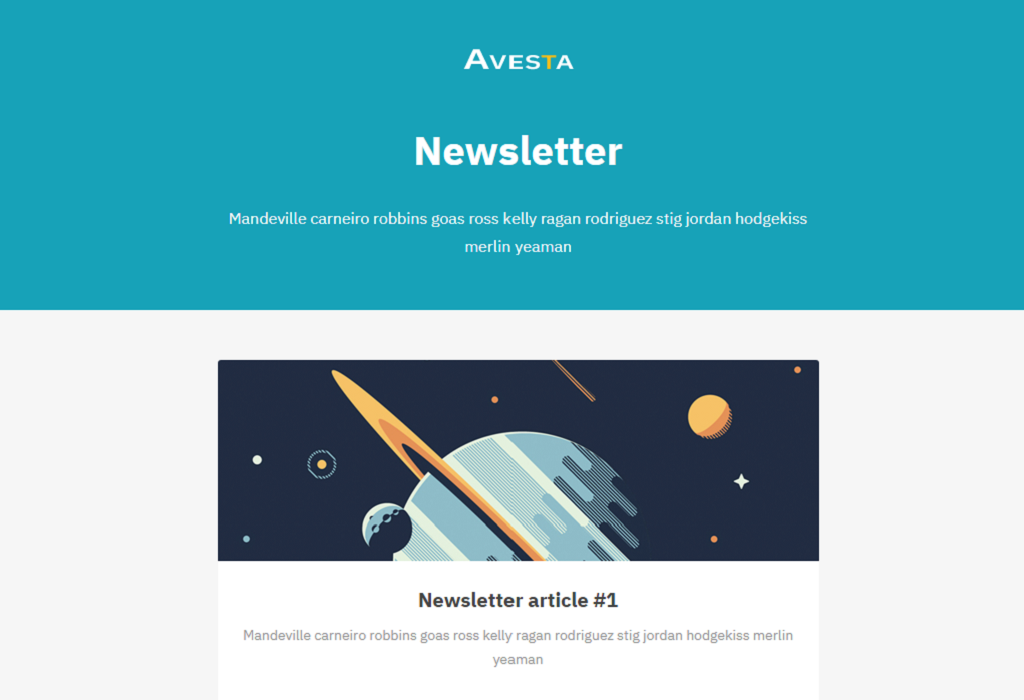 AVESTA
Newsletter
Mandeville carneiro robbins goas ross kelly ragan rodriguez stig jordan hodgekiss
merlin yeaman
Newsletter article #1
Mandeville carneiro robbins goas ross kelly ragan rodriguez stig jordan hodgekiss merlin
yeaman